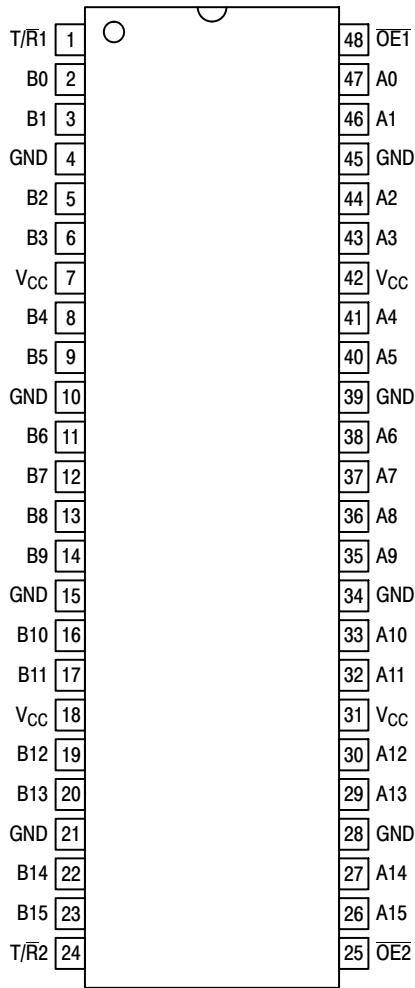 T/R̅1 1 48 O̅E̅1̅
B0 2 47 A0
B1 3 46 A1
GND 4 45 GND
B2 5 44 A2
B3 6 43 A3
VCC 7 42 VCC
B4 8 41 A4
B5 9 40 A5
GND 10 39 GND
B6 11 38 A6
B7 12 37 A7
B8 13 36 A8
B9 14 35 A9
GND 15 34 GND
B10 16 33 A10
B11 17 32 A11
VCC 18 31 VCC
B12 19 30 A12
B13 20 29 A13
GND 21 28 GND
B14 22 27 A14
B15 23 26 A15
T/R̅2 24 25 O̅E̅2̅